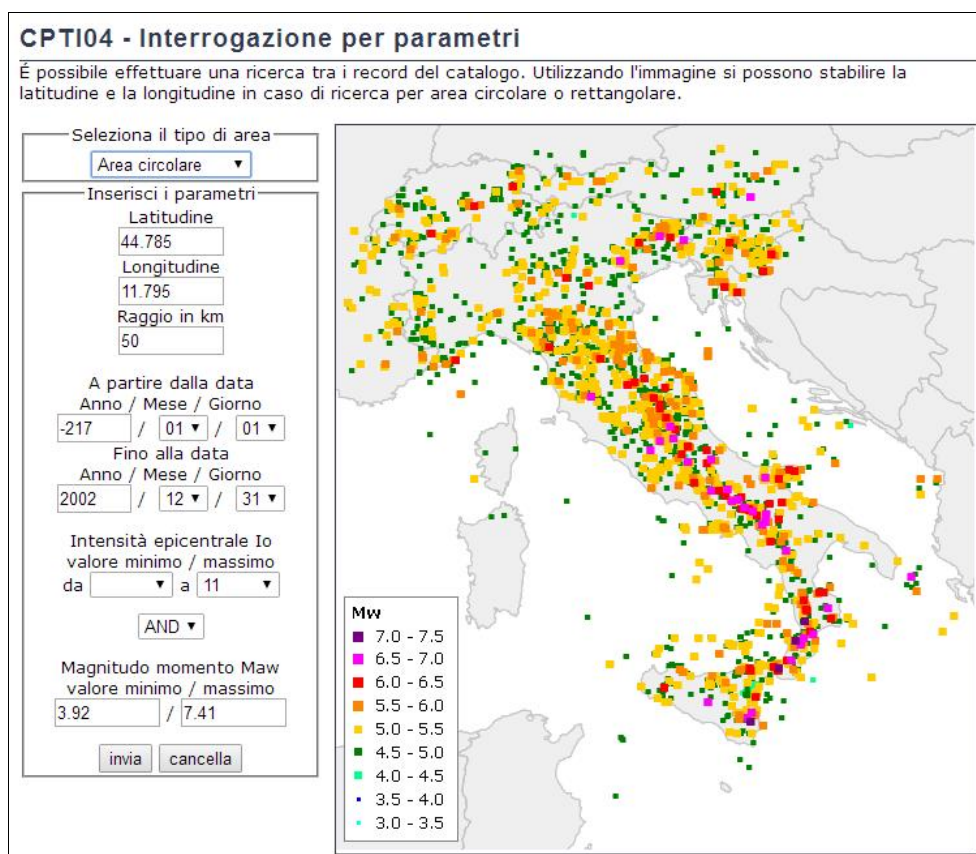 CPTI04 - Interrogazione per parametri
É possibile effettuare una ricerca tra i record del catalogo. Utilizzando l'immagine si possono stabilire la
latitudine e la longitudine in caso di ricerca per area circolare o rettangolare.
Seleziona il tipo di area
Area circolare
Inserisci i parametri
Latitudine
44.785
Longitudine
11.795
Raggio in km
50
A partire dalla data
Anno / Mese / Giorno
-217 / 01 / 01
Fino alla data
Anno / Mese / Giorno
2002 / 12 / 31
Intensità epicentrale Io
valore minimo / massimo
da a 11
AND
Magnitudo momento Maw
valore minimo / massimo
3.92 / 7.41
invia cancella
Mw
7.0 - 7.5
6.5 - 7.0
6.0 - 6.5
5.5 - 6.0
5.0 - 5.5
4.5 - 5.0
4.0 - 4.5
3.5 - 4.0
3.0 - 3.5